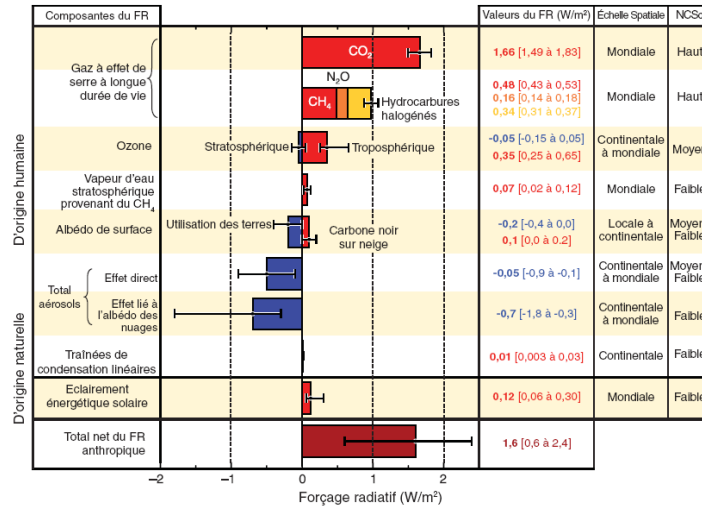 Composantes du FR
Valeurs du FR (W/m²)
Échelle Spatiale
NCSc
D'origine humaine
Gaz à effet de
serre à longue
durée de vie
CO₂
1,66 [1,49 à 1,83]
Mondiale
Haut
N₂O
CH₄
Hydrocarbures
halogénés
0,48 [0,43 à 0,53]
0,16 [0,14 à 0,18]
0,34 [0,31 à 0,37]
Mondiale
Haut
Ozone
Stratosphérique
Troposphérique
-0,05 [-0,15 à 0,05]
0,35 [0,25 à 0,65]
Continentale
à mondiale
Moyen
Vapeur d'eau
stratosphérique
provenant du CH₄
0,07 [0,02 à 0,12]
Mondiale
Faible
Albédo de surface
Utilisation des terres
Carbone noir
sur neige
-0,2 [-0,4 à 0,0]
0,1 [0,0 à 0.2]
Locale à
continentale
Moyen
Faible
D'origine naturelle
Total
aérosols
Effet direct
-0,05 [-0,9 à -0,1]
Continentale
à mondiale
Moyen
Faible
Effet lié à
l'albédo des
nuages
-0,7 [-1,8 à -0,3]
Continentale
à mondiale
Faible
Traînées de
condensation linéaires
0,01 [0,003 à 0,03]
Continentale
Faible
Eclairement
énergétique solaire
0,12 [0,06 à 0,30]
Mondiale
Faible
Total net du FR
anthropique
1,6 [0,6 à 2,4]
–2
–1
0
1
2
Forçage radiatif (W/m²)